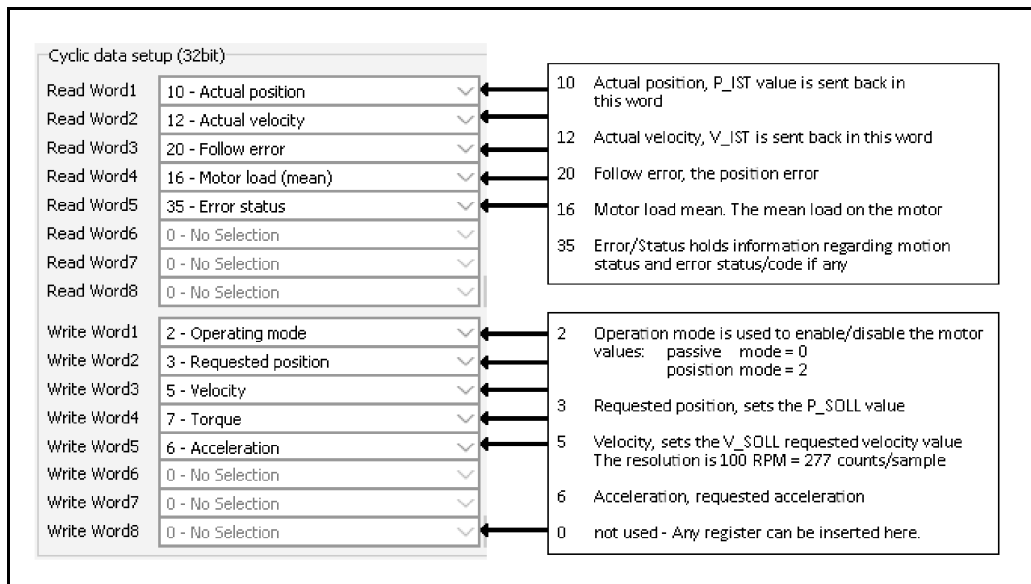 Cyclic data setup (32bit)
Read Word1 10 - Actual position
Read Word2 12 - Actual velocity
Read Word3 20 - Follow error
Read Word4 16 - Motor load (mean)
Read Word5 35 - Error status
Read Word6 0 - No Selection
Read Word7 0 - No Selection
Read Word8 0 - No Selection
Write Word1 2 - Operating mode
Write Word2 3 - Requested position
Write Word3 5 - Velocity
Write Word4 7 - Torque
Write Word5 6 - Acceleration
Write Word6 0 - No Selection
Write Word7 0 - No Selection
Write Word8 0 - No Selection
10 Actual position, P_IST value is sent back in
this word
12 Actual velocity, V_IST is sent back in this word
20 Follow error, the position error
16 Motor load mean. The mean load on the motor
35 Error/Status holds information regarding motion
status and error status/code if any
2 Operation mode is used to enable/disable the motor
values: passive mode = 0
posistion mode = 2
3 Requested position, sets the P_SOLL value
5 Velocity, sets the V_SOLL requested velocity value
The resolution is 100 RPM = 277 counts/sample
6 Acceleration, requested acceleration
0 not used - Any register can be inserted here.